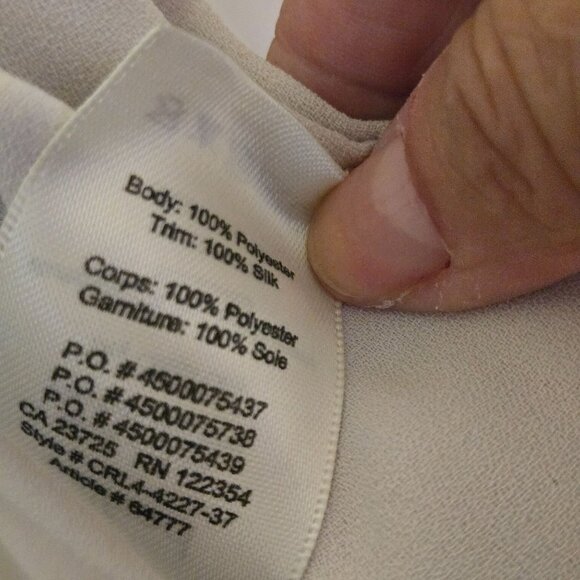 Body: 100% Polyester
Trim: 100% Silk
Corps: 100% Polyester
Garniture: 100% Soie
P.O. # 4500075437
P.O. # 4500075738
P.O. # 4500075439
CA 23725 RN 122354
Style # CRL4-4227-37
Article # 64777